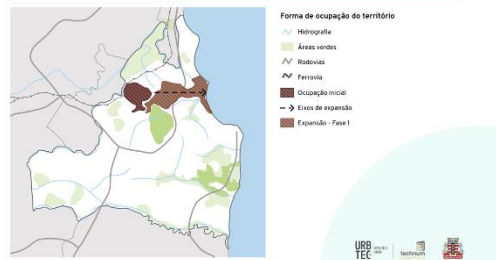 Forma de ocupação do território
Hidrografia
Áreas verdes
Rodovias
Ferrovia
Ocupação inicial
Eixos de expansão
Expansão - Fase I
URB
TEC
technum